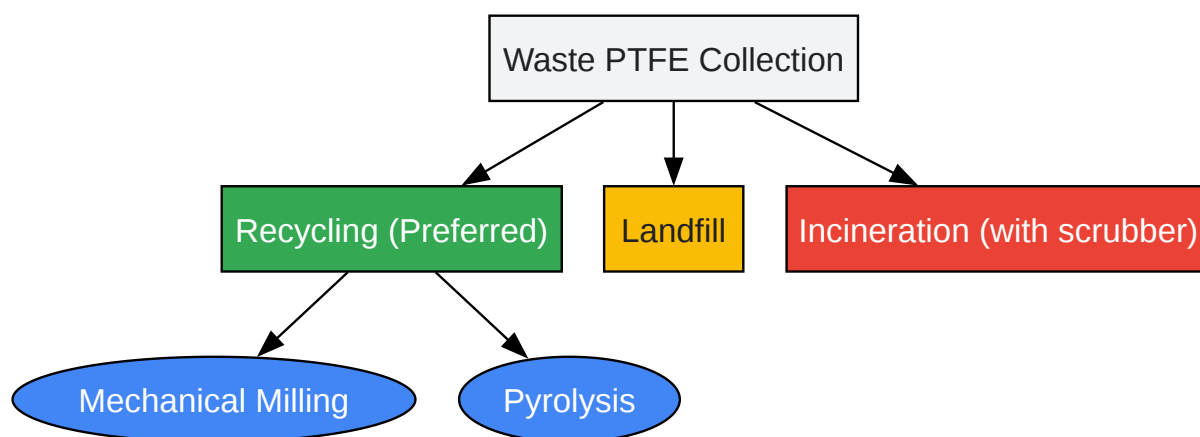 Waste PTFE Collection
Recycling (Preferred)
Landfill
Incineration (with scrubber)
Mechanical Milling
Pyrolysis